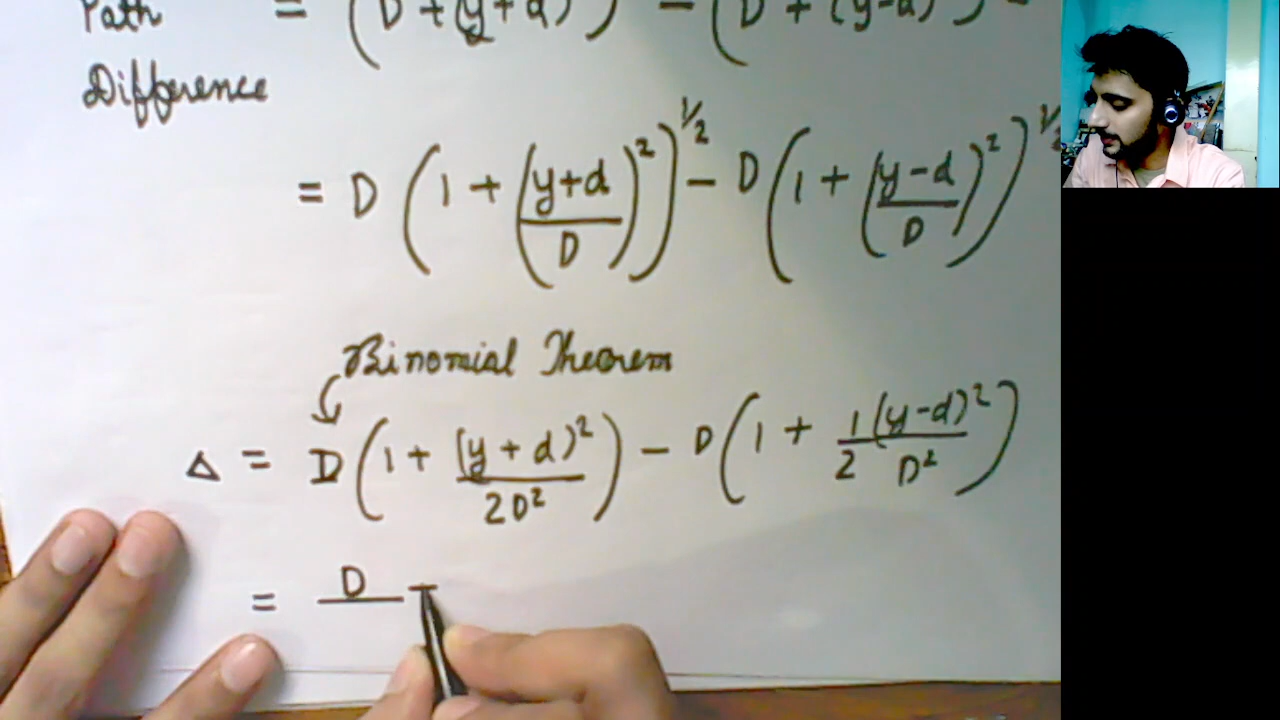 Path = (D + (y+d) ) - (D + (y-d) )
Difference
= D (1 + ((y+d)/D)²)^1/2 - D (1 + ((y-d)/D)²)^1/2
Binomial Theorem
Δ = D (1 + (y+d)²/2D²) - D (1 + 1/2 (y-d)²/D²)
= D